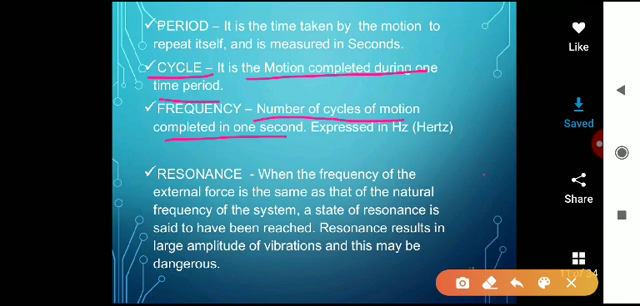 PERIOD – It is the time taken by the motion to
repeat itself, and is measured in Seconds.
CYCLE – It is the Motion completed during one
time period.
FREQUENCY – Number of cycles of motion
completed in one second. Expressed in Hz (Hertz)
RESONANCE - When the frequency of the
external force is the same as that of the natural
frequency of the system, a state of resonance is
said to have been reached. Resonance results in
large amplitude of vibrations and this may be
dangerous.
Like
Saved
Share